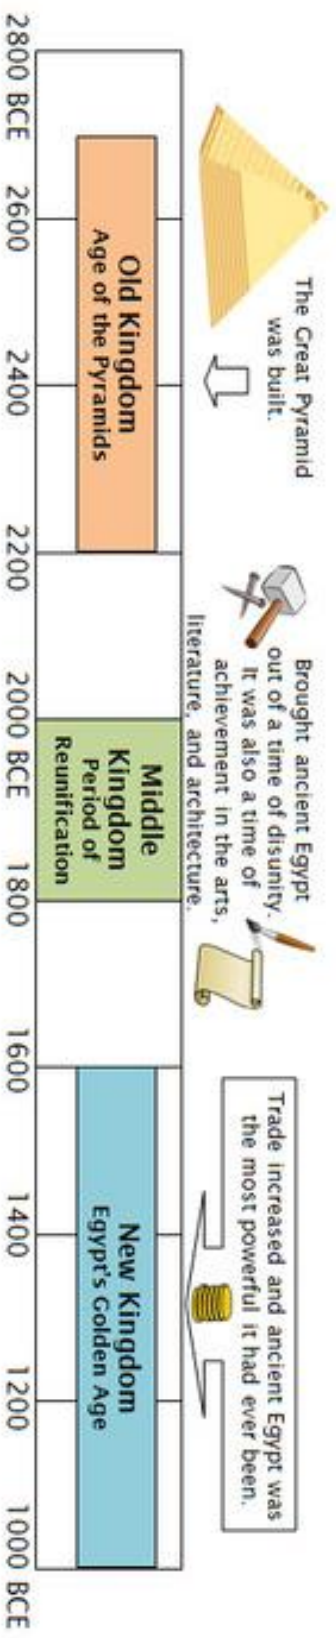 The Great Pyramid
was built.
Brought ancient Egypt
out of a time of disunity.
It was also a time of
achievement in the arts,
literature, and architecture.
Trade increased and ancient Egypt was
the most powerful it had ever been.
Old Kingdom
Age of the Pyramids
Middle
Kingdom
Period of
Reunification
New Kingdom
Egypt's Golden Age
2800 BCE
2600
2400
2200
2000 BCE
1800
1600
1400
1200
1000 BCE